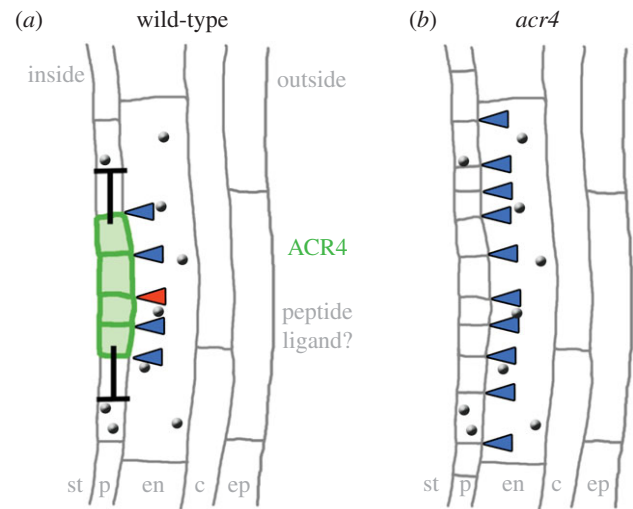 (a) wild-type
(b) acr4
inside
outside
ACR4
peptide
ligand?
st p en c ep
st p en c ep